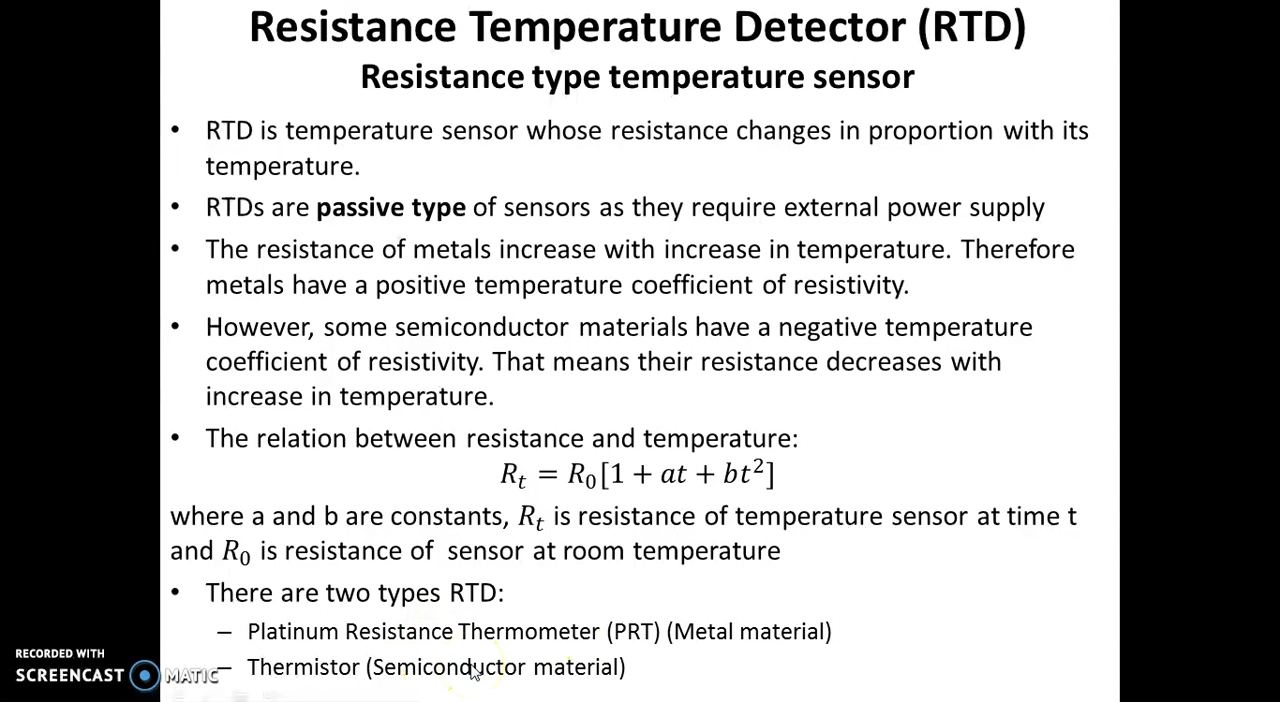 Resistance Temperature Detector (RTD)
Resistance type temperature sensor
• RTD is temperature sensor whose resistance changes in proportion with its
temperature.
• RTDs are passive type of sensors as they require external power supply
• The resistance of metals increase with increase in temperature. Therefore
metals have a positive temperature coefficient of resistivity.
• However, some semiconductor materials have a negative temperature
coefficient of resistivity. That means their resistance decreases with
increase in temperature.
• The relation between resistance and temperature:
Rₜ = R₀[1 + at + bt²]
where a and b are constants, Rₜ is resistance of temperature sensor at time t
and R₀ is resistance of sensor at room temperature
• There are two types RTD:
– Platinum Resistance Thermometer (PRT) (Metal material)
– Thermistor (Semiconductor material)
RECORDED WITH
SCREENCAST MATIC